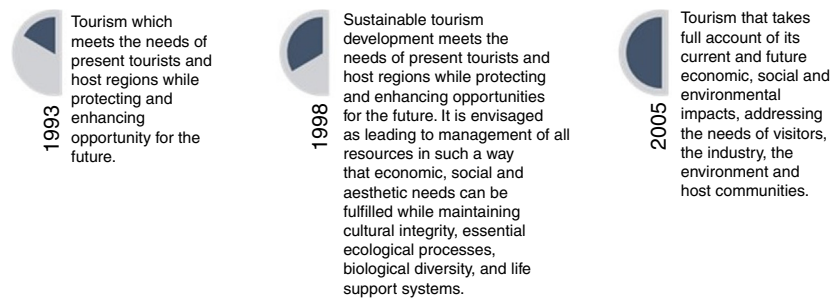 1993
Tourism which
meets the needs of
present tourists and
host regions while
protecting and
enhancing
opportunity for the
future.
1998
Sustainable tourism
development meets the
needs of present tourists and
host regions while protecting
and enhancing opportunities
for the future. It is envisaged
as leading to management of all
resources in such a way
that economic, social and
aesthetic needs can be
fulfilled while maintaining
cultural integrity, essential
ecological processes,
biological diversity, and life
support systems.
2005
Tourism that takes
full account of its
current and future
economic, social and
environmental
impacts, addressing
the needs of visitors,
the industry, the
environment and
host communities.